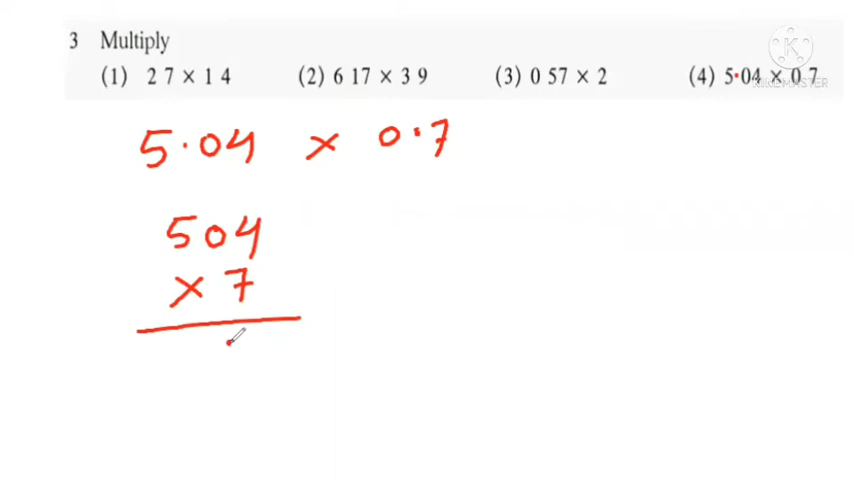 3 Multiply
(1) 2 7 × 1 4 (2) 6 17 × 3 9 (3) 0 57 × 2 (4) 5·04 × 0 7
K
KINEMASTER
5·04 × 0·7
504
× 7